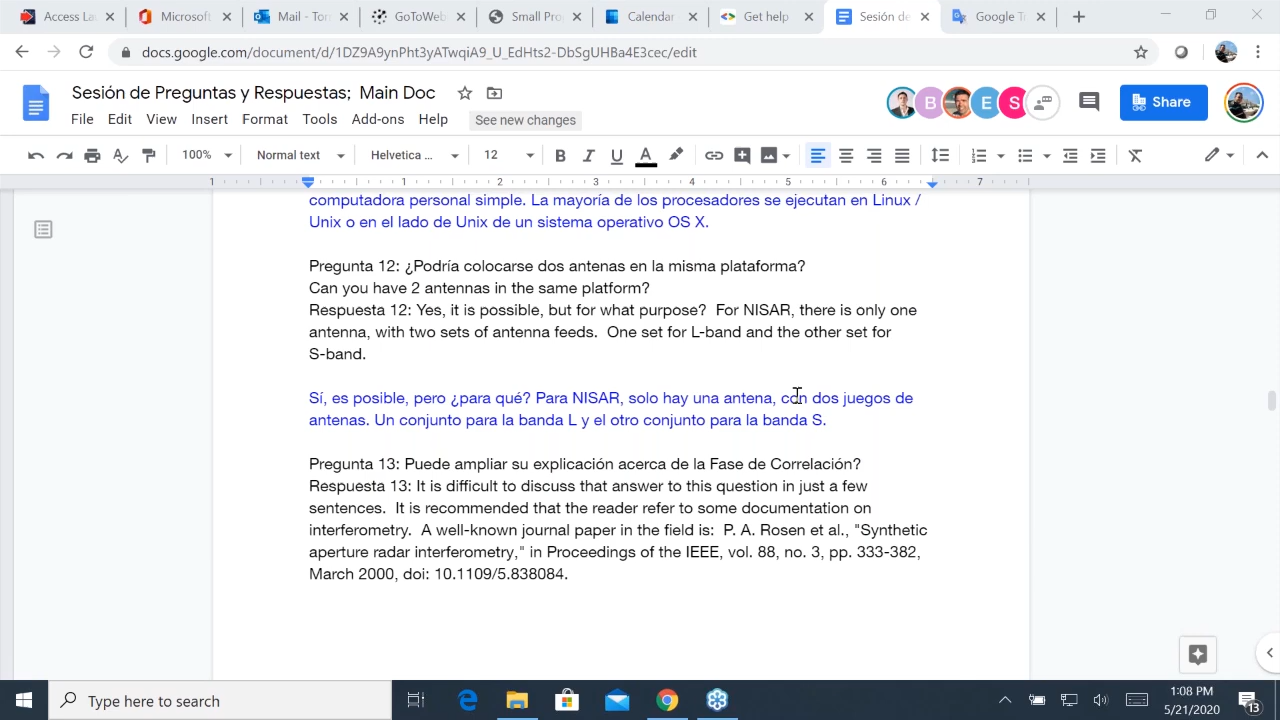 Access La
Microsoft
Mail - Ton
GoToWeb
Small Pro
Calendar
Get help
Sesión de
Google Tr
docs.google.com/document/d/1DZ9A9ynPht3yATwqiA9_U_EdHts2-DbSgUHBa4E3cec/edit
Sesión de Preguntas y Respuestas: Main Doc
B
E
S
Share
File Edit View Insert Format Tools Add-ons Help See new changes
100% Normal text Helvetica ... 12 B I U A
1 1 2 3 4 5 6 7
computadora personal simple. La mayoría de los procesadores se ejecutan en Linux /
Unix o en el lado de Unix de un sistema operativo OS X.
Pregunta 12: ¿Podría colocarse dos antenas en la misma plataforma?
Can you have 2 antennas in the same platform?
Respuesta 12: Yes, it is possible, but for what purpose? For NISAR, there is only one
antenna, with two sets of antenna feeds. One set for L-band and the other set for
S-band.
Sí, es posible, pero ¿para qué? Para NISAR, solo hay una antena, con dos juegos de
antenas. Un conjunto para la banda L y el otro conjunto para la banda S.
Pregunta 13: Puede ampliar su explicación acerca de la Fase de Correlación?
Respuesta 13: It is difficult to discuss that answer to this question in just a few
sentences. It is recommended that the reader refer to some documentation on
interferometry. A well-known journal paper in the field is: P. A. Rosen et al., "Synthetic
aperture radar interferometry," in Proceedings of the IEEE, vol. 88, no. 3, pp. 333-382,
March 2000, doi: 10.1109/5.838084.
Type here to search
1:08 PM
5/21/2020
13